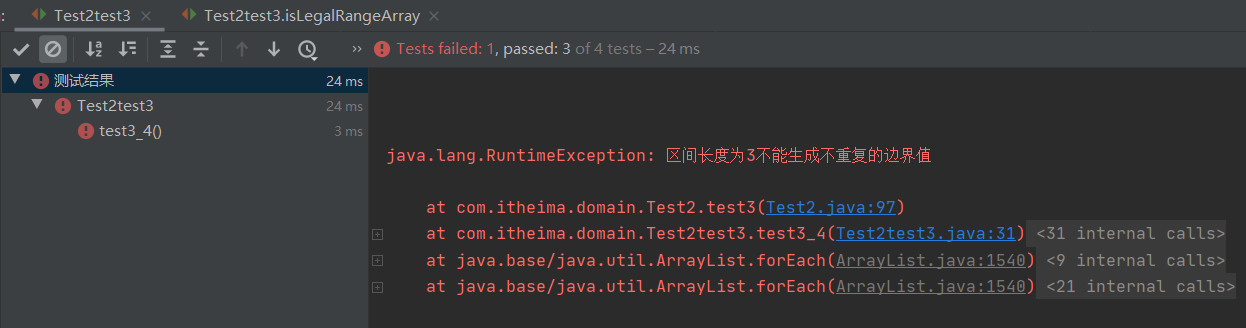 : Test2test3 × Test2test3.isLegalRangeArray ×
» Tests failed: 1, passed: 3 of 4 tests – 24 ms
测试结果 24 ms
Test2test3 24 ms
test3_4() 3 ms
java.lang.RuntimeException: 区间长度为3不能生成不重复的边界值
at com.itheima.domain.Test2.test3(Test2.java:97)
at com.itheima.domain.Test2test3.test3_4(Test2test3.java:31) <31 internal calls>
at java.base/java.util.ArrayList.forEach(ArrayList.java:1540) <9 internal calls>
at java.base/java.util.ArrayList.forEach(ArrayList.java:1540) <21 internal calls>